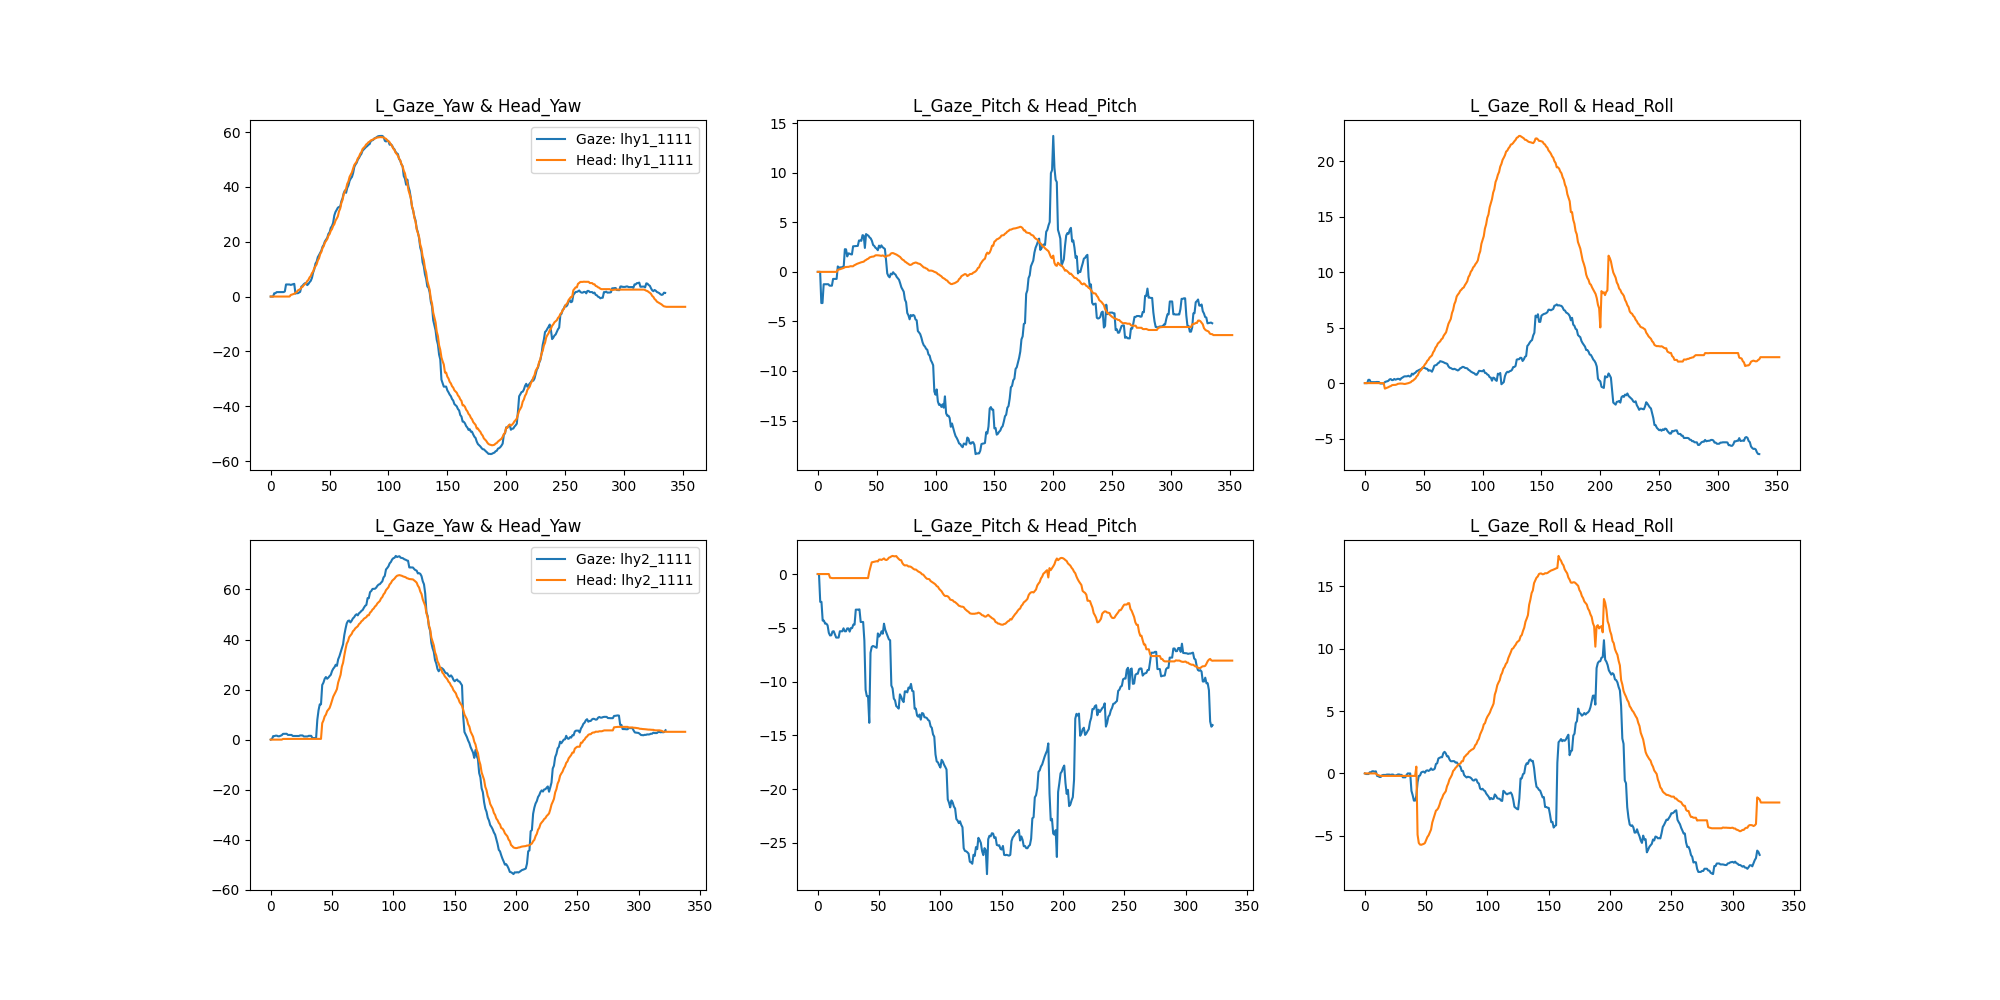 L_Gaze_Yaw & Head_Yaw
60
40
20
0
−20
−40
−60
0 50 100 150 200 250 300 350
Gaze: lhy1_1111
Head: lhy1_1111
L_Gaze_Pitch & Head_Pitch
15
10
5
0
−5
−10
−15
0 50 100 150 200 250 300 350
L_Gaze_Roll & Head_Roll
20
15
10
5
0
−5
0 50 100 150 200 250 300 350
L_Gaze_Yaw & Head_Yaw
60
40
20
0
−20
−40
−60
0 50 100 150 200 250 300 350
Gaze: lhy2_1111
Head: lhy2_1111
L_Gaze_Pitch & Head_Pitch
0
−5
−10
−15
−20
−25
0 50 100 150 200 250 300 350
L_Gaze_Roll & Head_Roll
15
10
5
0
−5
0 50 100 150 200 250 300 350